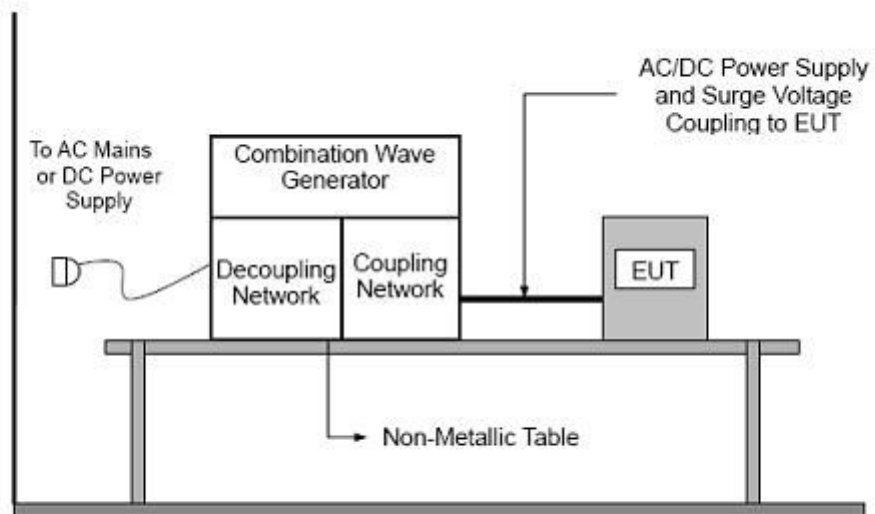 AC/DC Power Supply
and Surge Voltage
Coupling to EUT
To AC Mains
or DC Power
Supply
Combination Wave
Generator
Decoupling
Network
Coupling
Network
EUT
Non-Metallic Table